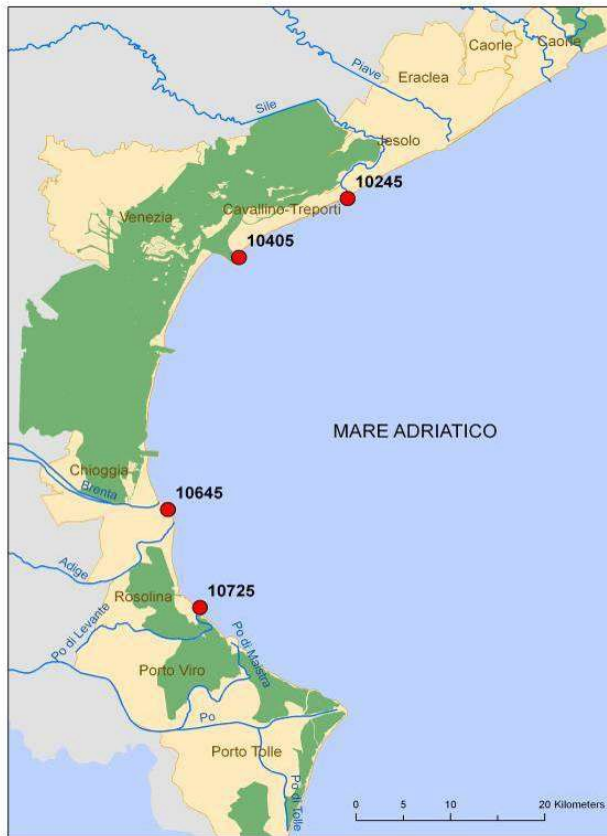 Caorle
Caorle
Piave
Eraclea
Sile
Jesolo
10245
Venezia
Cavallino-Treporti
10405
MARE ADRIATICO
Chioggia
Brenta
10645
Adige
Rosolina
10725
Po di Levante
Po di Maistra
Porto Viro
Po
Porto Tolle
Po di Tolle
0 5 10 20 Kilometers